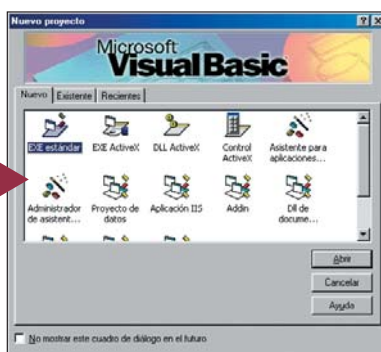 Nuevo proyecto
Microsoft
Visual Basic
Nuevo Existente Recientes
EXE estándar EXE ActiveX DLL ActiveX Control ActiveX Asistente para aplicaciones...
Administrador de asistent... Proyecto de datos Aplicación IIS Addin Dll de docume...
Abrir
Cancelar
Ayuda
No mostrar este cuadro de diálogo en el futuro